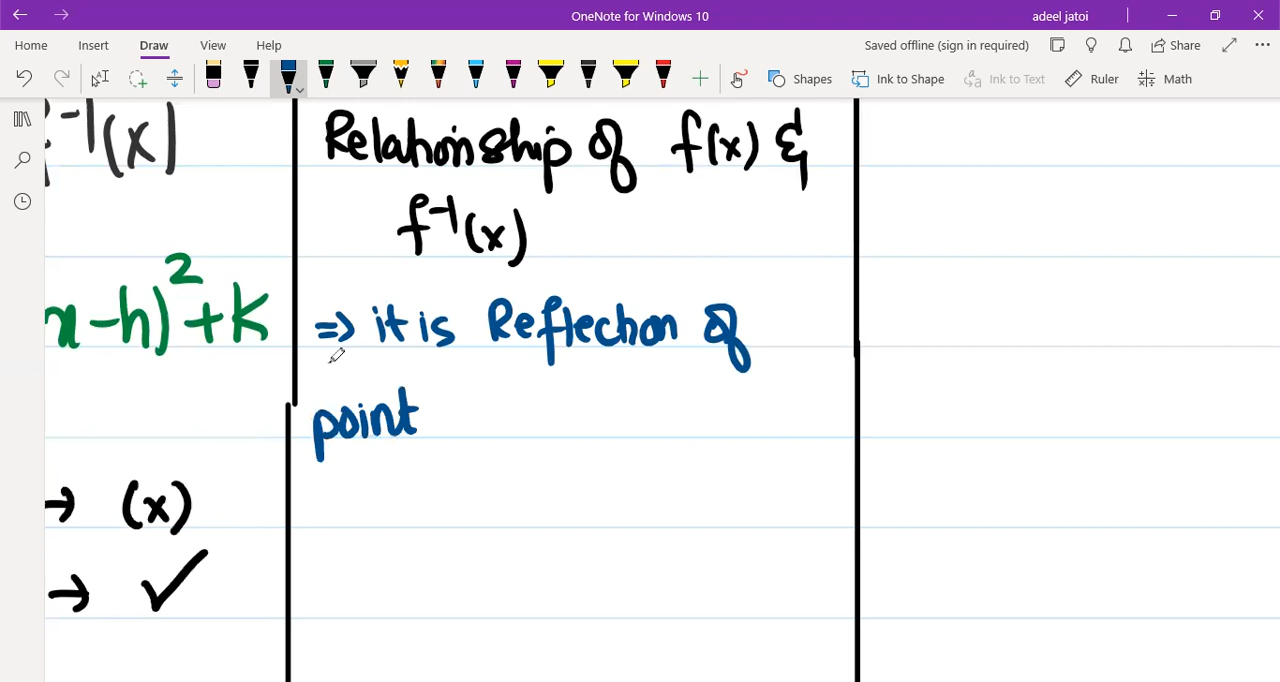 OneNote for Windows 10
adeel jatoi
Home Insert Draw View Help
Saved offline (sign in required)
Share
Shapes
Ink to Shape
Ink to Text
Ruler
Math
f⁻¹(x)
(x-h)²+K
→ (x)
→ ✓
Relationship of f(x) &
f⁻¹(x)
⇒ it is Reflection of
point